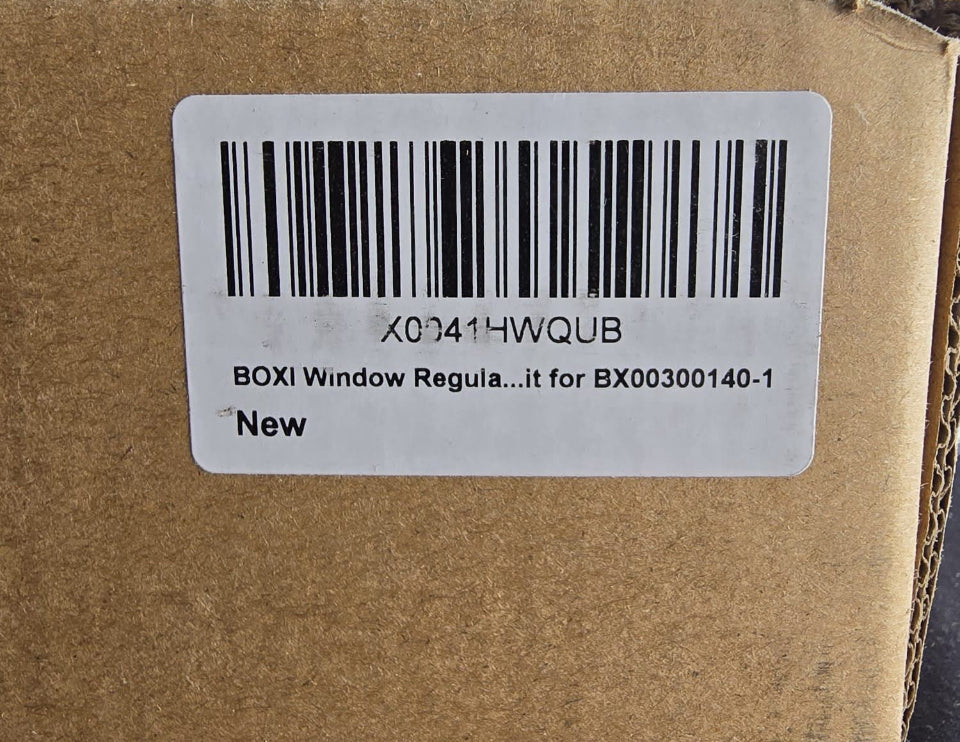 X0041HWQUB
BOXI Window Regula...it for BX00300140-1
New